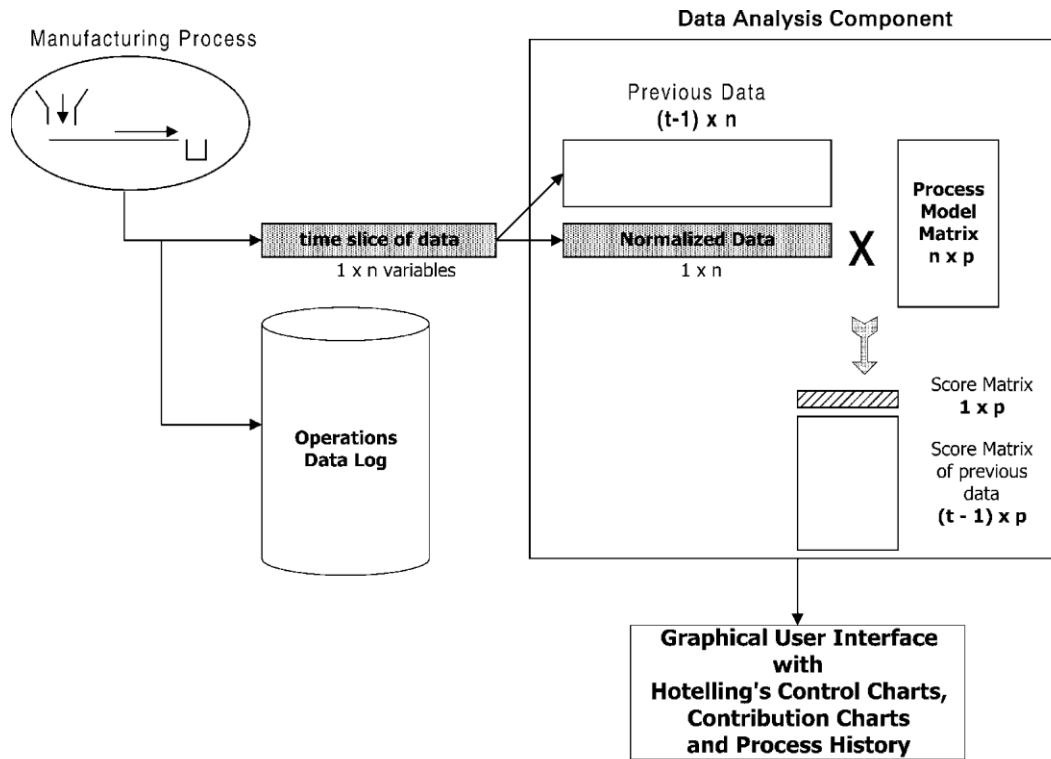 Data Analysis Component
Manufacturing Process
Previous Data
(t-1) x n
Process
Model
Matrix
n x p
time slice of data
1 x n variables
Normalized Data
1 x n
X
Score Matrix
1 x p
Score Matrix
of previous
data
(t - 1) x p
Operations
Data Log
Graphical User Interface
with
Hotelling's Control Charts,
Contribution Charts
and Process History